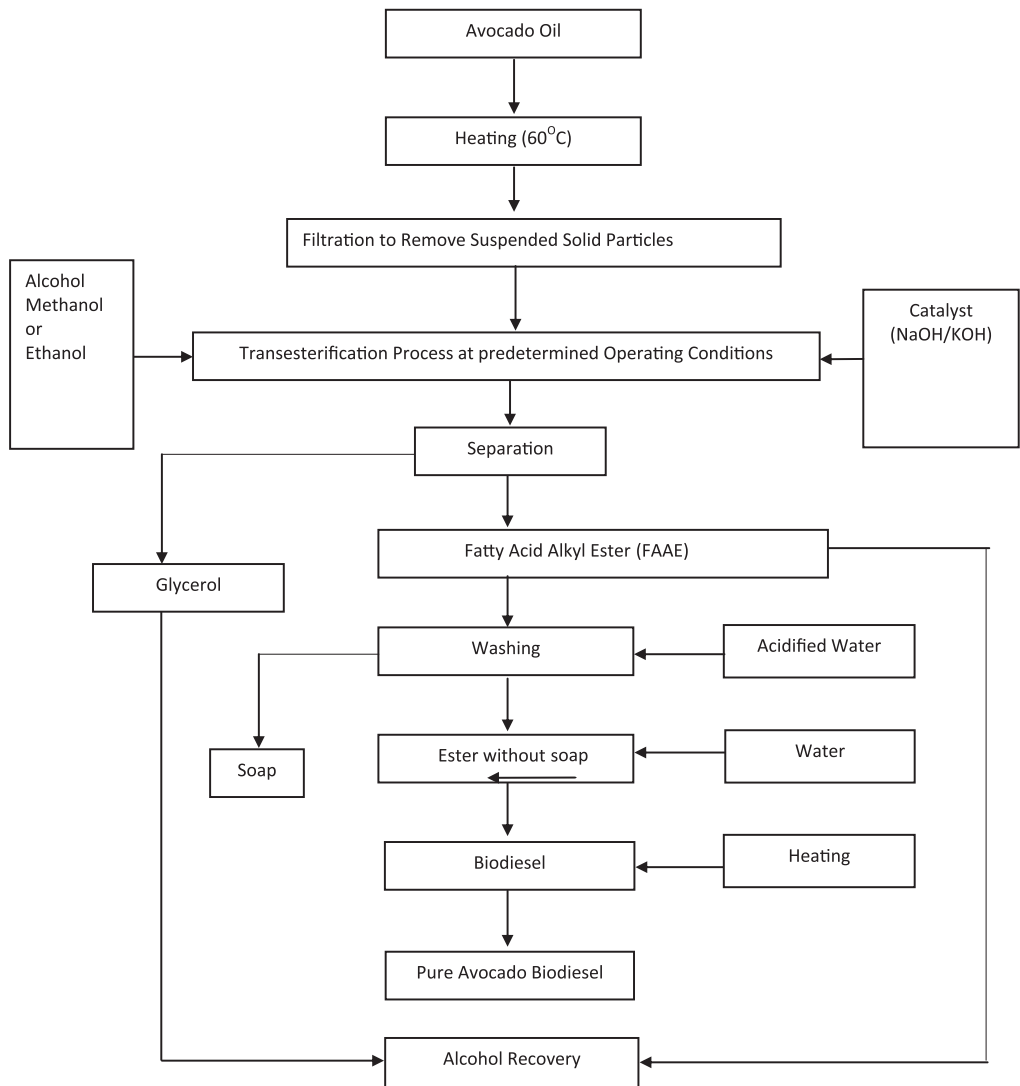 Avocado Oil
Heating (60⁰C)
Filtration to Remove Suspended Solid Particles
Alcohol
Methanol
or
Ethanol
Catalyst
(NaOH/KOH)
Transesterification Process at predetermined Operating Conditions
Separation
Fatty Acid Alkyl Ester (FAAE)
Glycerol
Washing
Acidified Water
Soap
Ester without soap
Water
Biodiesel
Heating
Pure Avocado Biodiesel
Alcohol Recovery